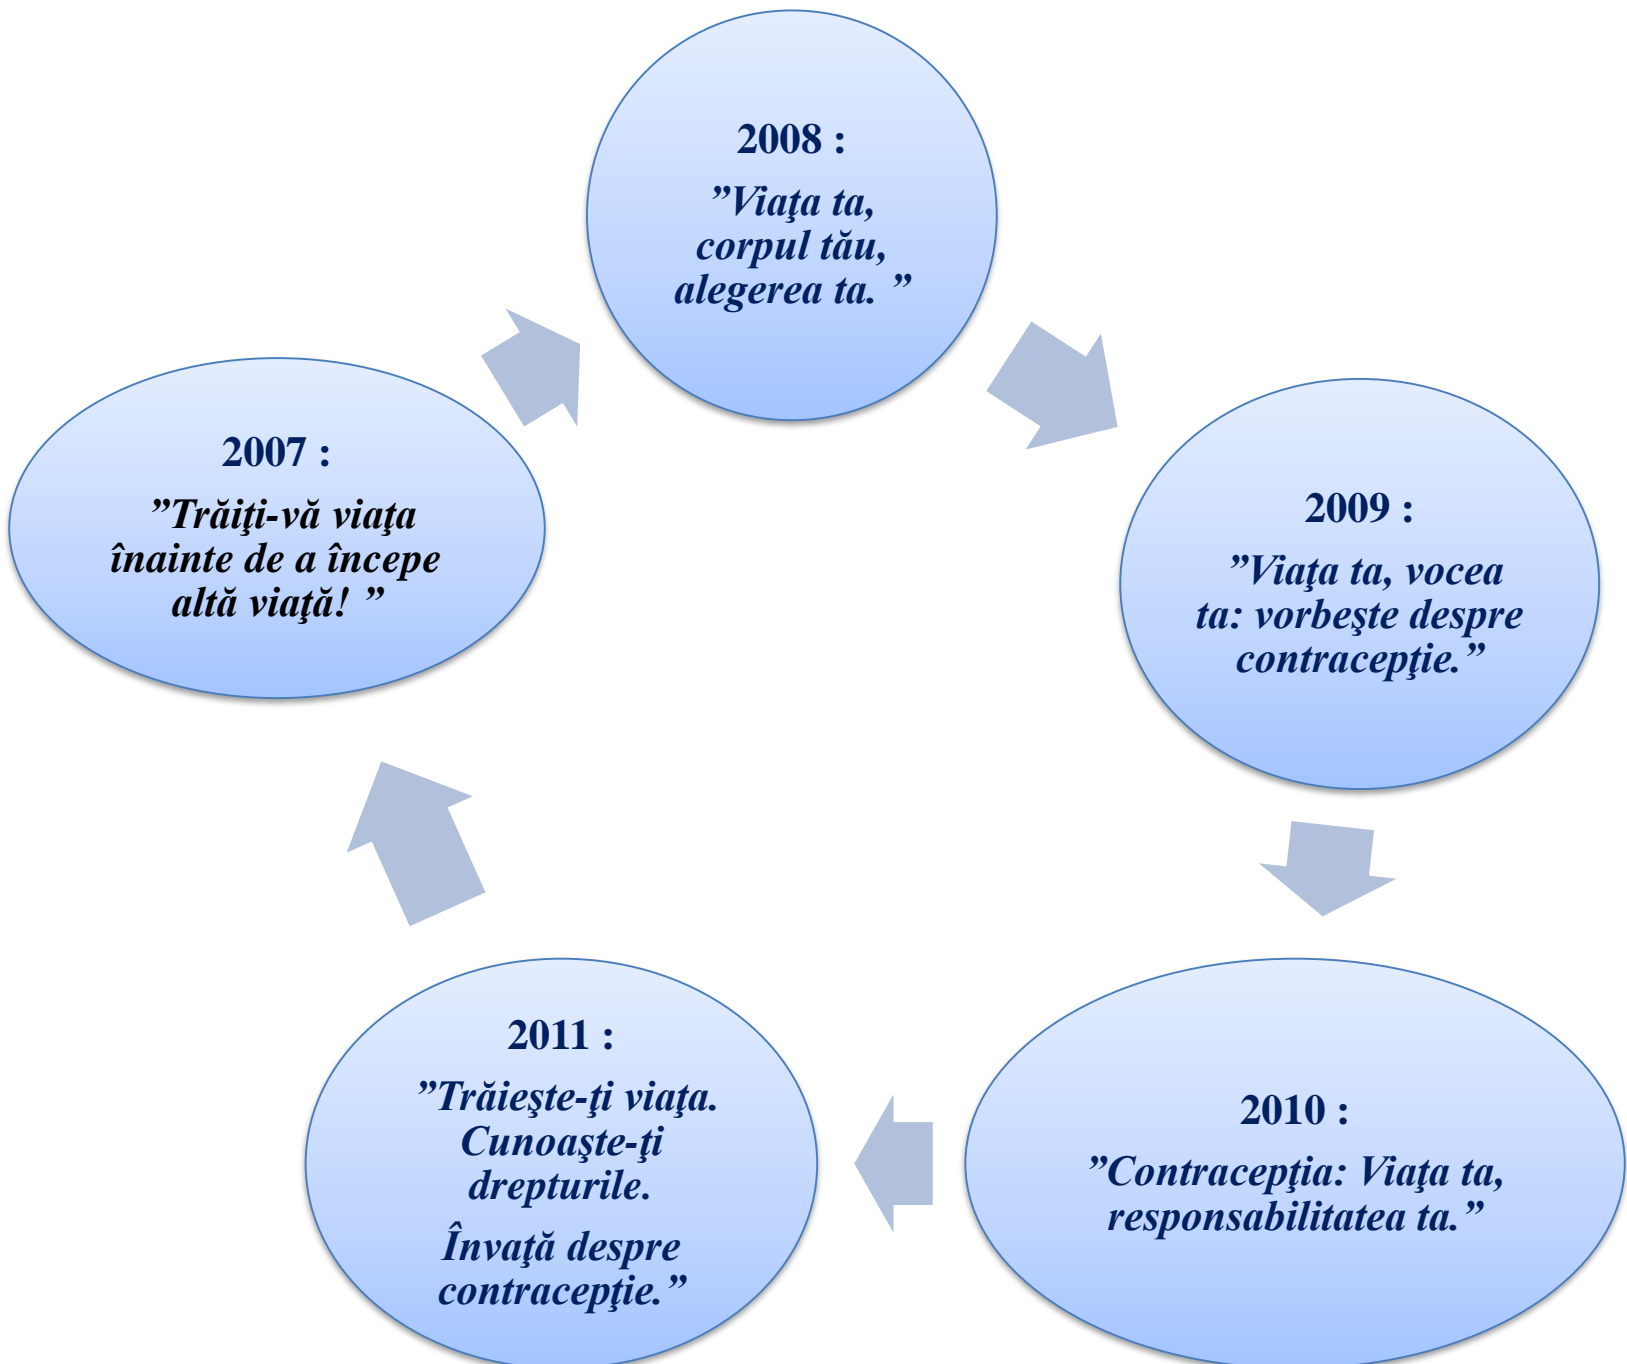 2008 :
”Viaţa ta,
corpul tău,
alegerea ta. ”
2007 :
”Trăiţi-vă viaţa
înainte de a începe
altă viaţă! ”
2009 :
”Viaţa ta, vocea
ta: vorbeşte despre
contracepţie.”
2011 :
”Trăieşte-ţi viaţa.
Cunoaşte-ţi
drepturile.
Învaţă despre
contracepţie.”
2010 :
”Contracepţia: Viaţa ta,
responsabilitatea ta.”